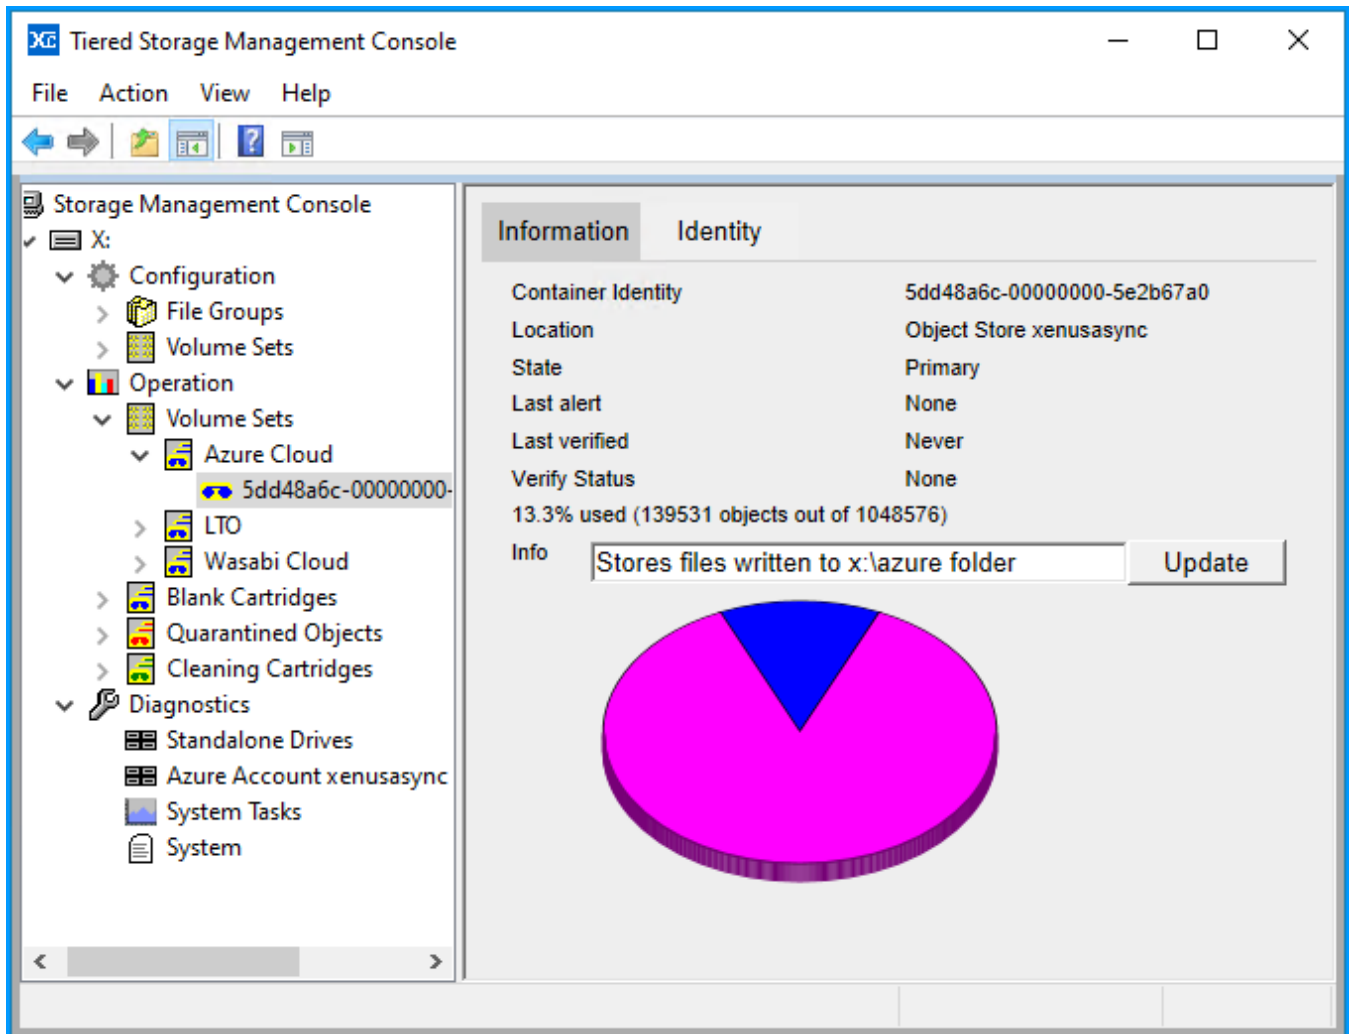 Tiered Storage Management Console
File Action View Help
Storage Management Console
X:
Configuration
File Groups
Volume Sets
Operation
Volume Sets
Azure Cloud
5dd48a6c-00000000-
LTO
Wasabi Cloud
Blank Cartridges
Quarantined Objects
Cleaning Cartridges
Diagnostics
Standalone Drives
Azure Account xenusasync
System Tasks
System
Information Identity
Container Identity 5dd48a6c-00000000-5e2b67a0
Location Object Store xenusasync
State Primary
Last alert None
Last verified Never
Verify Status None
13.3% used (139531 objects out of 1048576)
Info Stores files written to x:\azure folder Update